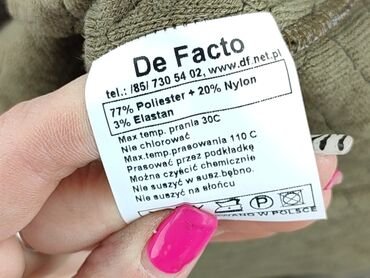 De Facto
tel.: /85/ 730 54 02, www.df.net.pl
77% Poliester + 20% Nylon
3% Elastan
Max temp. prania 30C
Nie chlorować
Max temp.prasowania 110 C
Prasować przez podkładkę
Można czyścić chemicznie
Nie suszyć w susz.bębno.
Nie suszyć na słońcu
W POLSCE